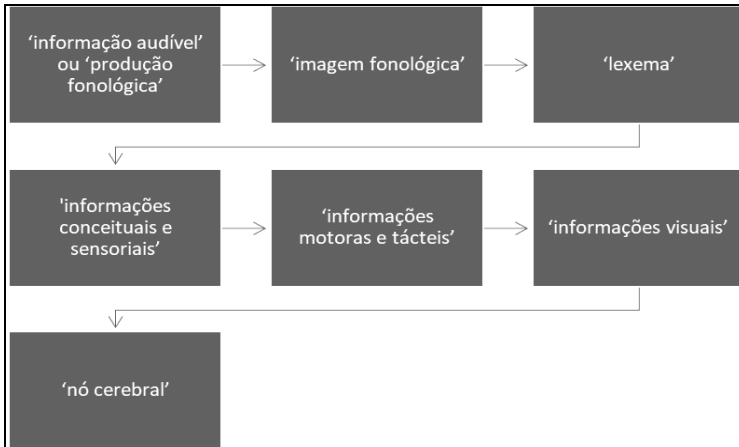 ‘informação audível’
ou ‘produção
fonológica’
‘imagem fonológica’
‘lexema’
'informações
conceituais e
sensoriais’
‘informações
motoras e tácteis’
‘informações visuais’
‘nó cerebral’